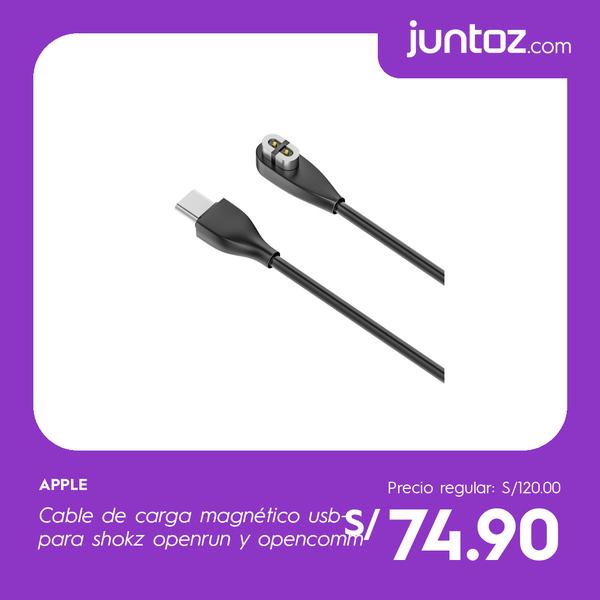 juntoz.com
APPLE
Precio regular: S/120.00
Cable de carga magnético usb-
para shokz openrun y opencomm
S/ 74.90